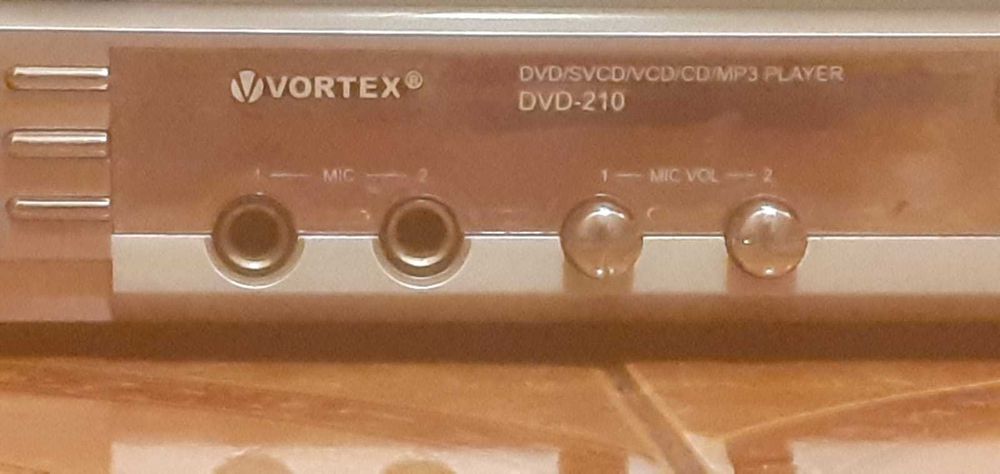 VORTEX®
DVD/SVCD/VCD/CD/MP3 PLAYER
DVD-210
1 MIC 2
1 MIC VOL 2